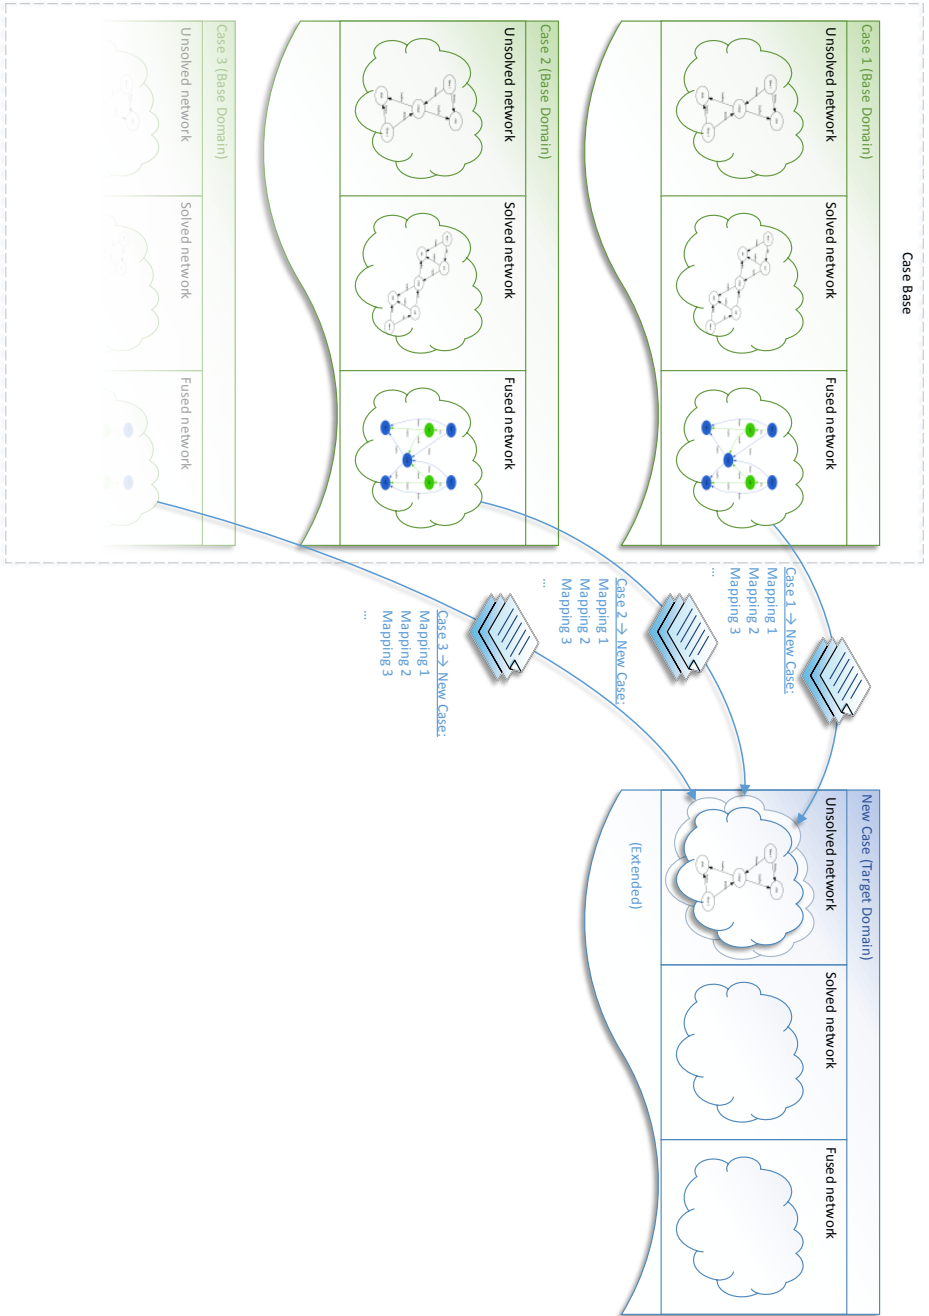 Case Base
Case 1 (Base Domain)
Unsolved network
Solved network
Fused network
Case 2 (Base Domain)
Unsolved network
Solved network
Fused network
Case 3 (Base Domain)
Unsolved network
Solved network
Fused network
Case 1 → New Case:
Mapping 1
Mapping 2
Mapping 3
...
Case 2 → New Case:
Mapping 1
Mapping 2
Mapping 3
...
Case 3 → New Case:
Mapping 1
Mapping 2
Mapping 3
...
New Case (Target Domain)
Unsolved network
Solved network
Fused network
(Extended)